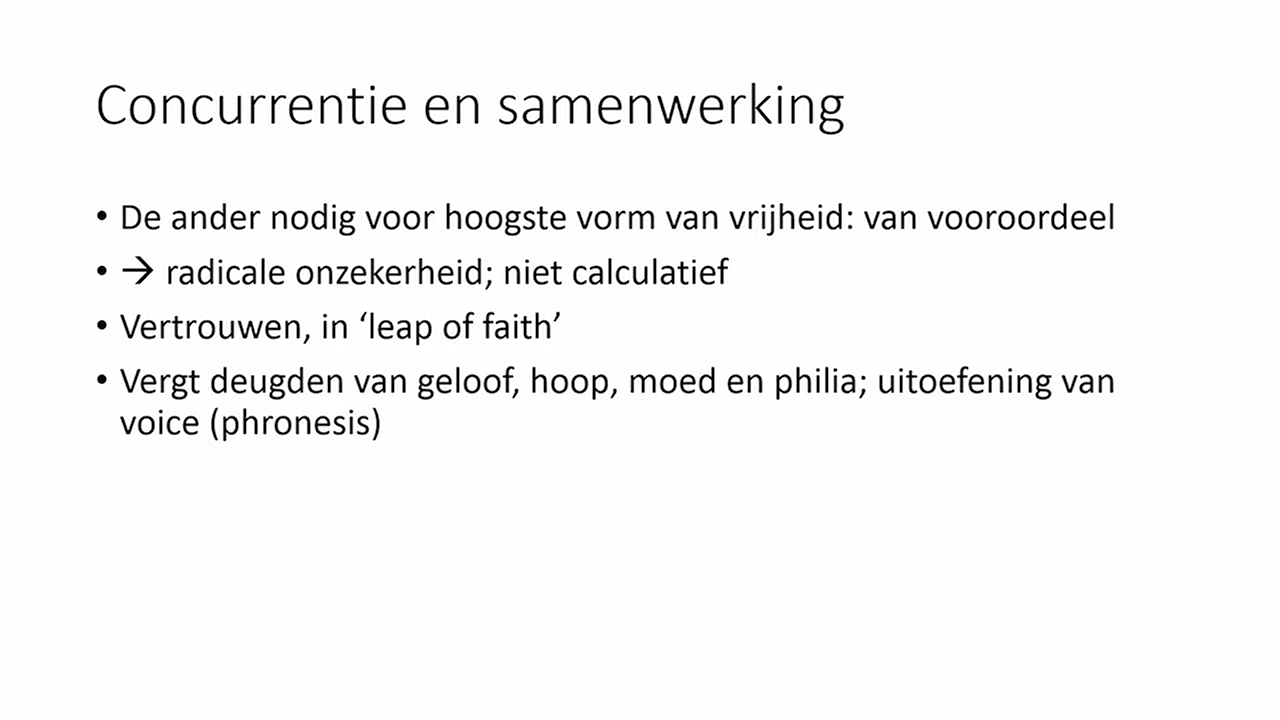 Concurrentie en samenwerking
• De ander nodig voor hoogste vorm van vrijheid: van vooroordeel
• → radicale onzekerheid; niet calculatief
• Vertrouwen, in ‘leap of faith’
• Vergt deugden van geloof, hoop, moed en philia; uitoefening van
voice (phronesis)